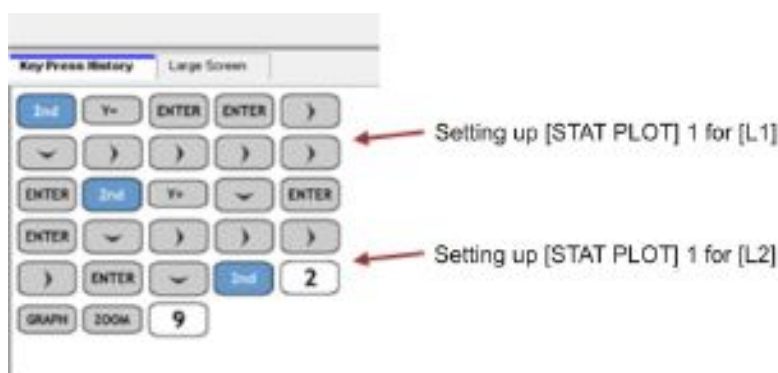 Key Press History Large Screen
2nd Y= ENTER ENTER
Setting up [STAT PLOT] 1 for [L1]
ENTER 2nd Y= ENTER
ENTER
Setting up [STAT PLOT] 1 for [L2]
ENTER 2nd 2
GRAPH ZOOM 9